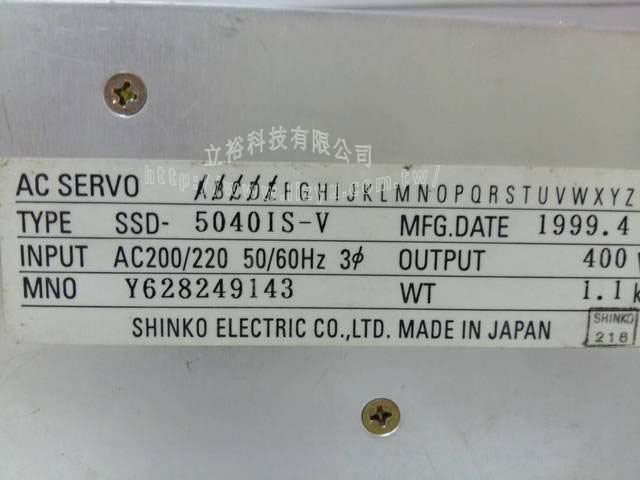 立裕科技有限公司
AC SERVO ABCDEFGHIJKLMNOPQRSTUVWXYZ
TYPE SSD- 5040IS-V MFG.DATE 1999.4
INPUT AC200/220 50/60Hz 3ϕ OUTPUT 400
MNO Y628249143 WT 1.1
SHINKO ELECTRIC CO.,LTD. MADE IN JAPAN
SHINKO
218